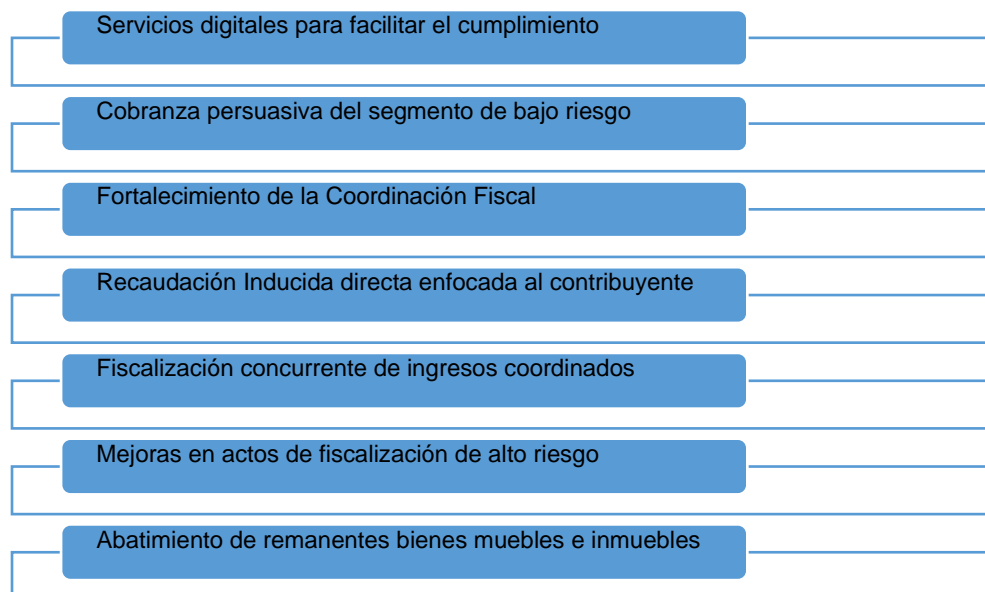 Servicios digitales para facilitar el cumplimiento
Cobranza persuasiva del segmento de bajo riesgo
Fortalecimiento de la Coordinación Fiscal
Recaudación Inducida directa enfocada al contribuyente
Fiscalización concurrente de ingresos coordinados
Mejoras en actos de fiscalización de alto riesgo
Abatimiento de remanentes bienes muebles e inmuebles